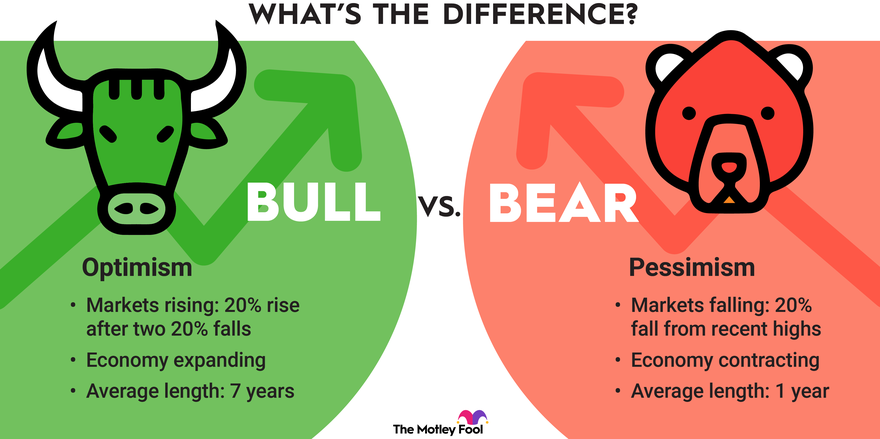 WHAT'S THE DIFFERENCE?
BULL
VS.
BEAR
Optimism
• Markets rising: 20% rise
after two 20% falls
• Economy expanding
• Average length: 7 years
Pessimism
• Markets falling: 20%
fall from recent highs
• Economy contracting
• Average length: 1 year
The Motley Fool